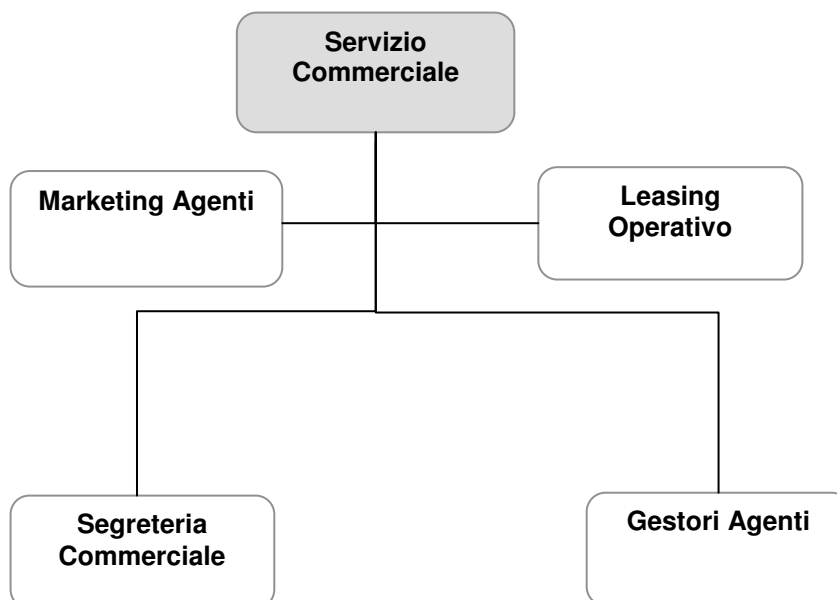 Servizio
Commerciale
Marketing Agenti
Leasing
Operativo
Segreteria
Commerciale
Gestori Agenti